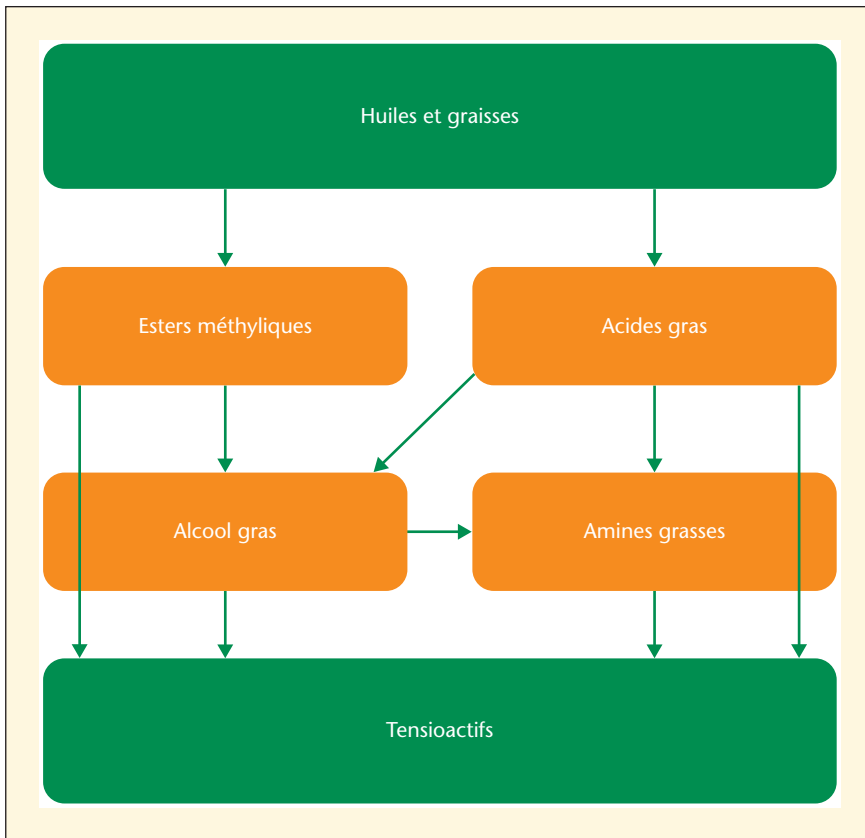 Huiles et graisses
Esters méthyliques
Acides gras
Alcool gras
Amines grasses
Tensioactifs